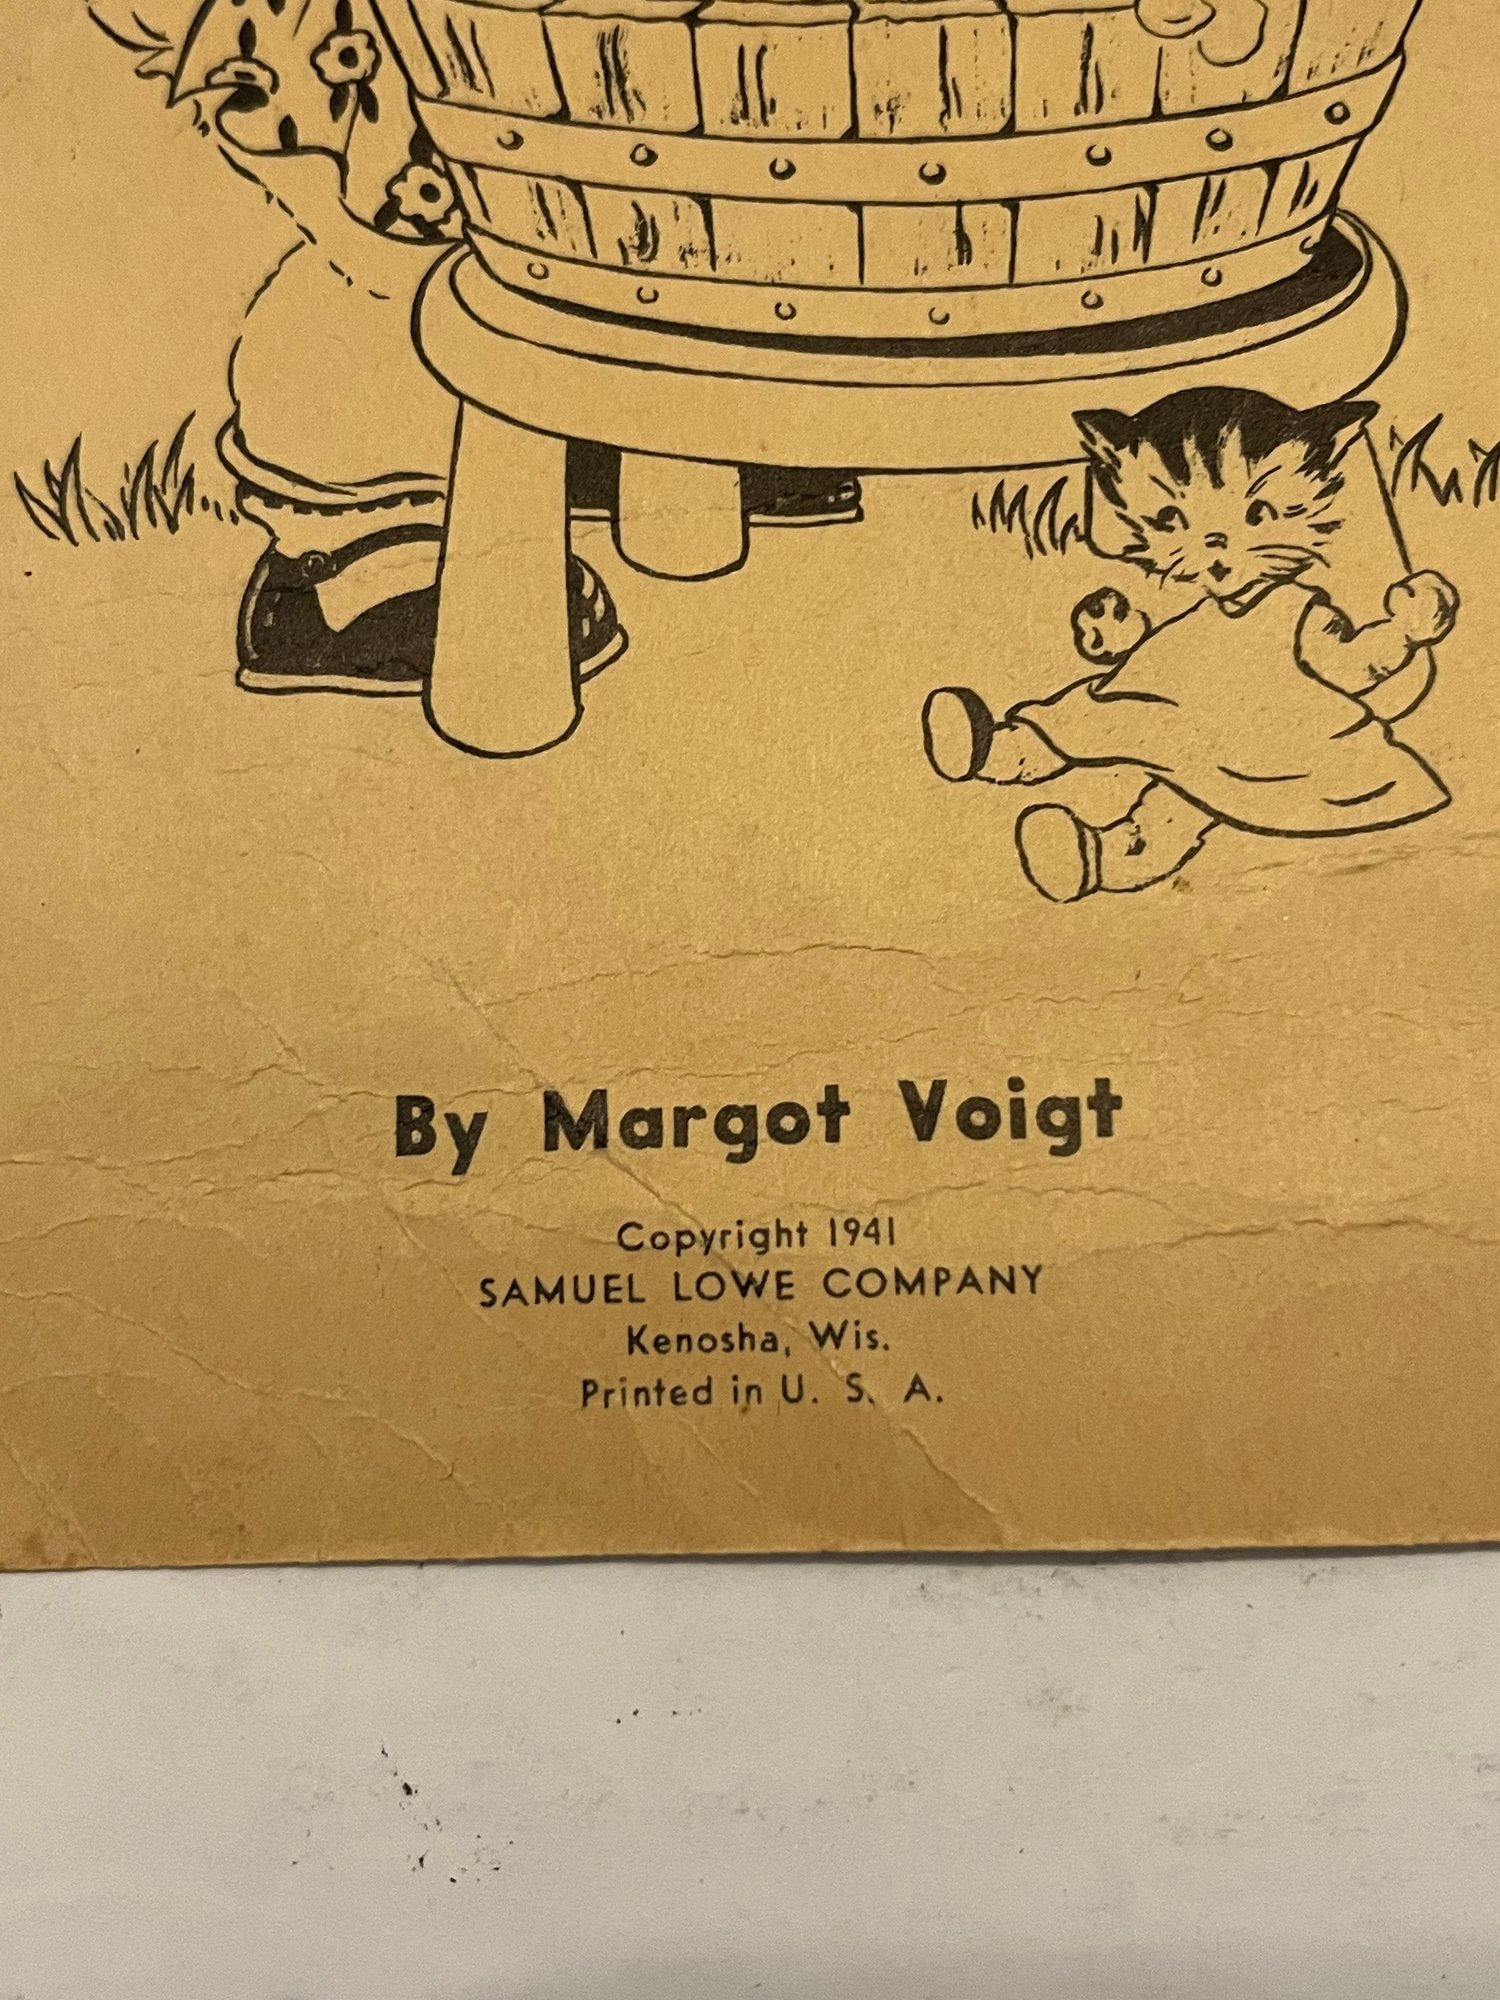 By Margot Voigt
Copyright 1941
SAMUEL LOWE COMPANY
Kenosha, Wis.
Printed in U. S. A.